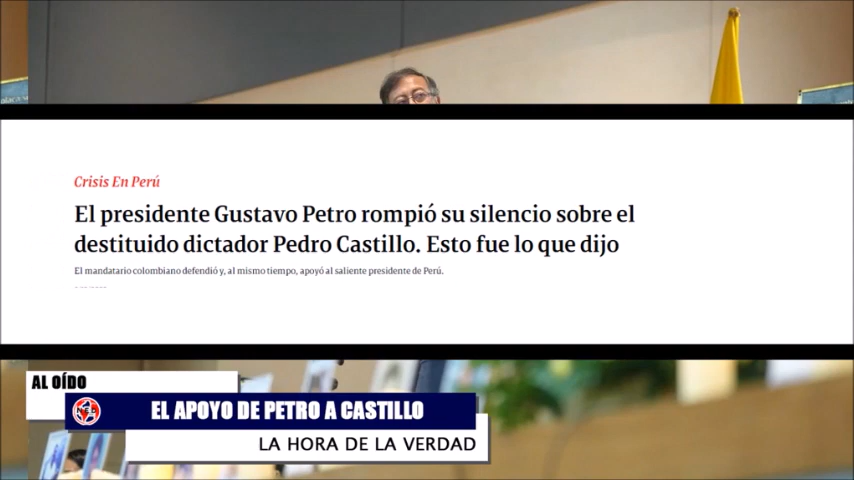 Crisis En Perú
El presidente Gustavo Petro rompió su silencio sobre el
destituido dictador Pedro Castillo. Esto fue lo que dijo
El mandatario colombiano defendió y, al mismo tiempo, apoyó al saliente presidente de Perú.
AL OÍDO
EL APOYO DE PETRO A CASTILLO
LA HORA DE LA VERDAD